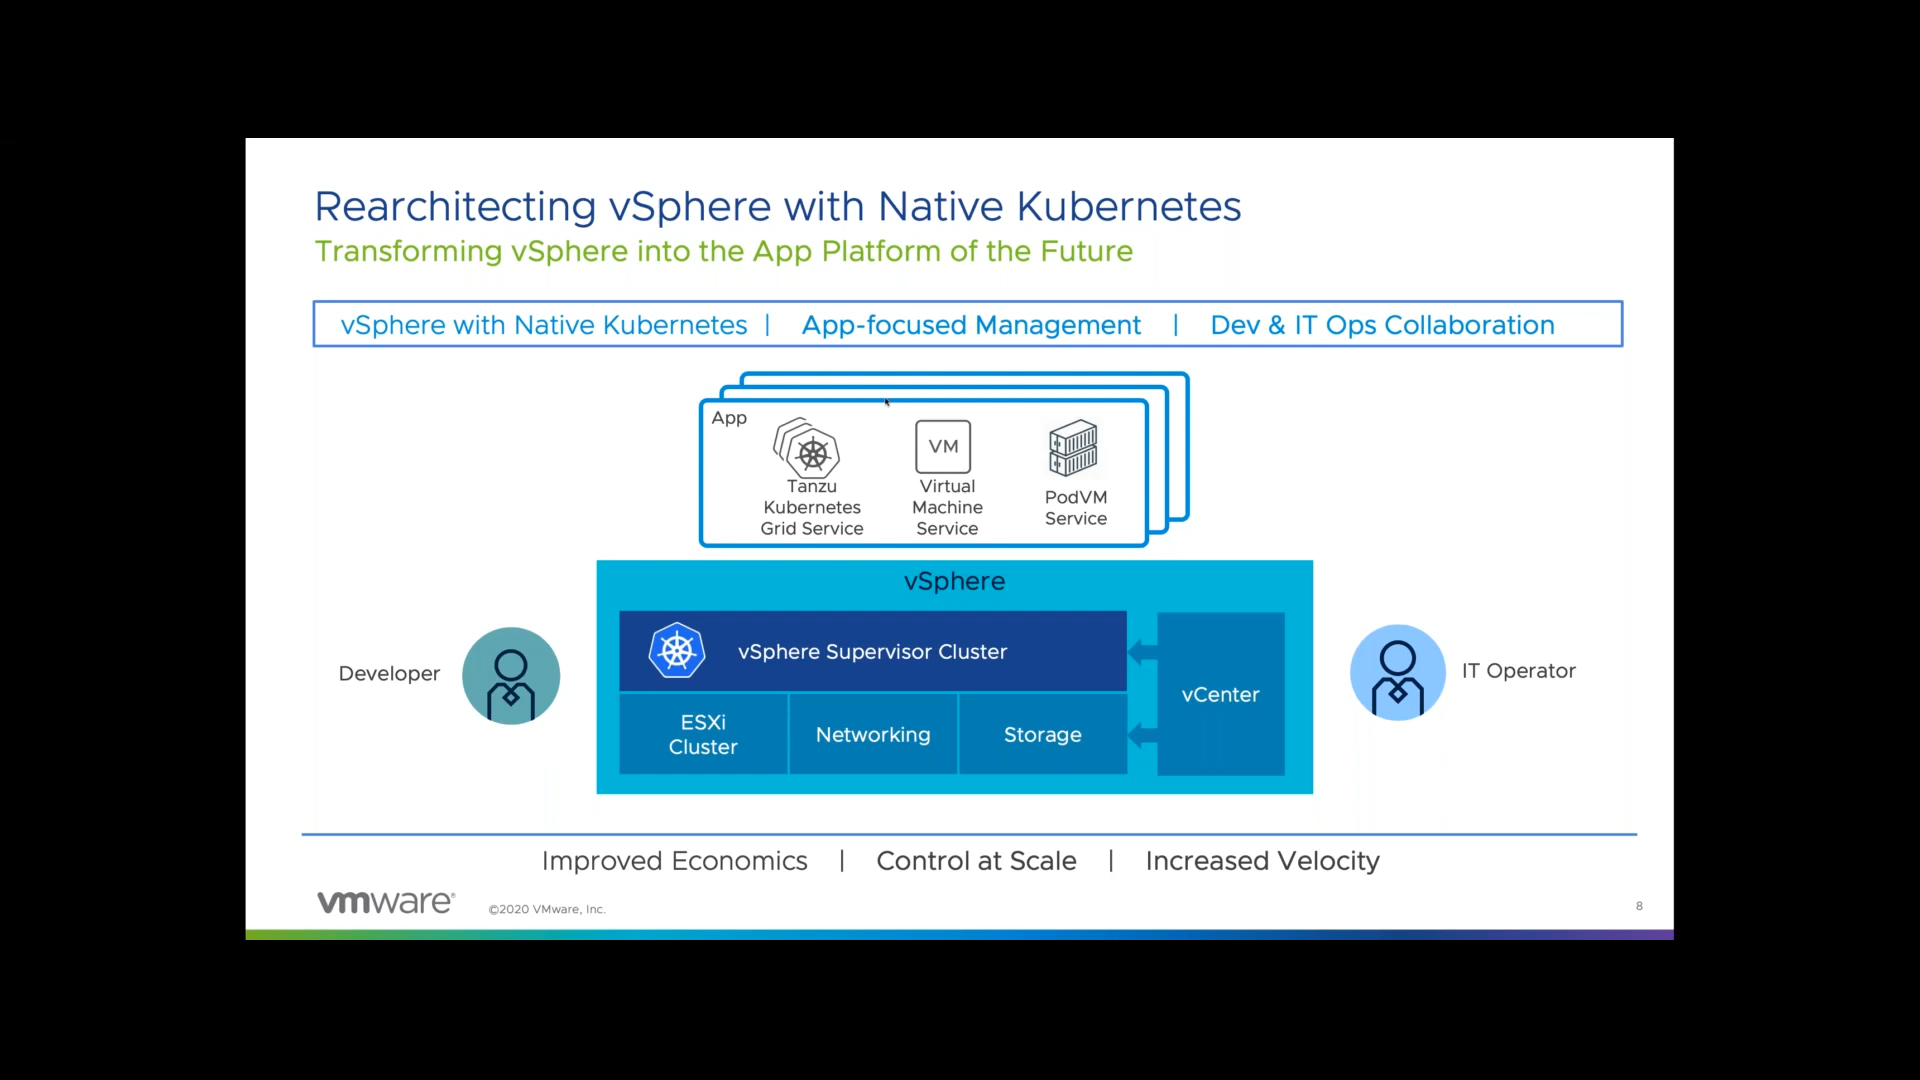 Rearchitecting vSphere with Native Kubernetes
Transforming vSphere into the App Platform of the Future
vSphere with Native Kubernetes | App-focused Management | Dev & IT Ops Collaboration
App
Tanzu
Kubernetes
Grid Service
VM
Virtual
Machine
Service
PodVM
Service
vSphere
vSphere Supervisor Cluster
ESXi
Cluster
Networking
Storage
vCenter
Developer
IT Operator
Improved Economics | Control at Scale | Increased Velocity
vmware®
©2020 VMware, Inc.
8